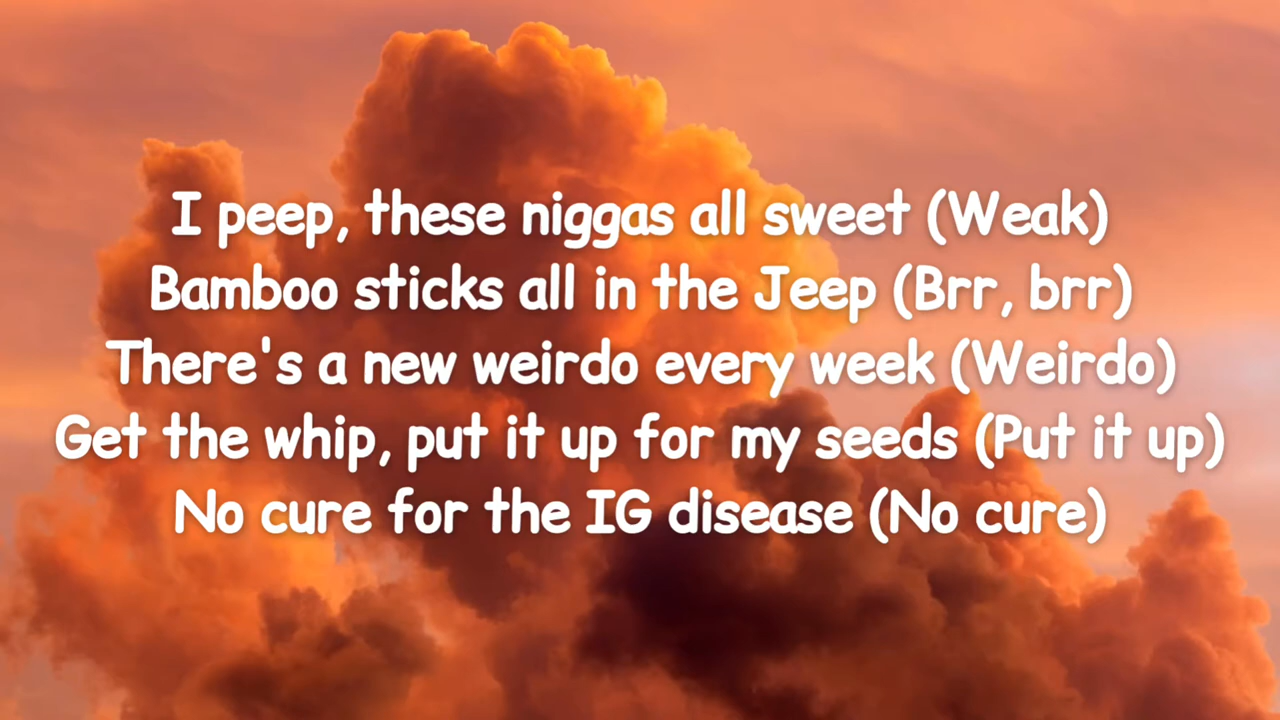 I peep, these niggas all sweet (Weak)
Bamboo sticks all in the Jeep (Brr, brr)
There's a new weirdo every week (Weirdo)
Get the whip, put it up for my seeds (Put it up)
No cure for the IG disease (No cure)